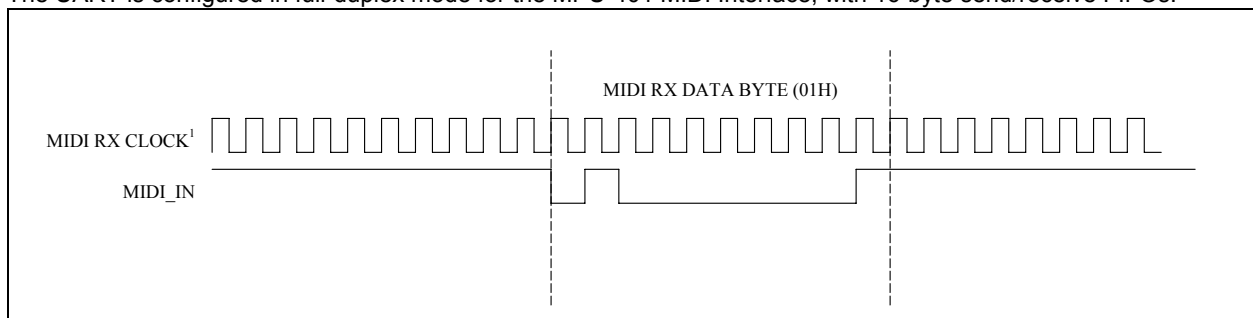 The UART is configured in full duplex mode for the MPU-401 MIDI interface, with 16-byte send/receive FIFOs.
MIDI RX DATA BYTE (01H)
MIDI RX CLOCK¹
MIDI_IN